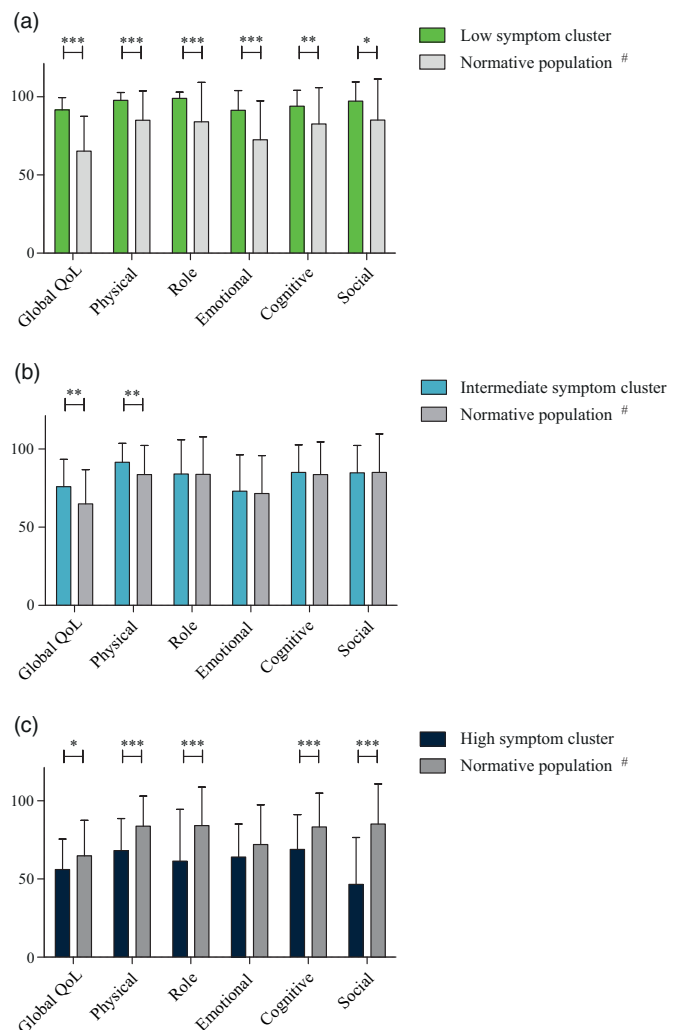 (a)
*** *** *** *** ** *
Low symptom cluster
Normative population #
100
50
0
Global QoL
Physical
Role
Emotional
Cognitive
Social
(b)
** **
Intermediate symptom cluster
Normative population #
100
50
0
Global QoL
Physical
Role
Emotional
Cognitive
Social
(c)
* *** *** *** ***
High symptom cluster
Normative population #
100
50
0
Global QoL
Physical
Role
Emotional
Cognitive
Social